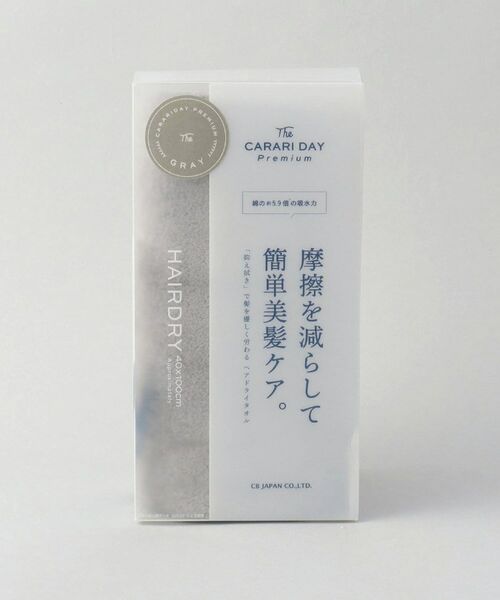 CARARIDAY PREMIUM
The
GRAY
The
CARARI DAY
Premium
綿の約5.9倍の吸水力
摩擦を減らして
簡単美髪ケア。
「抑え拭き」で髪を優しく労わる ヘアドライタオル
HAIRDRY
40x100cm
Approximately
CB JAPAN CO.,LTD.